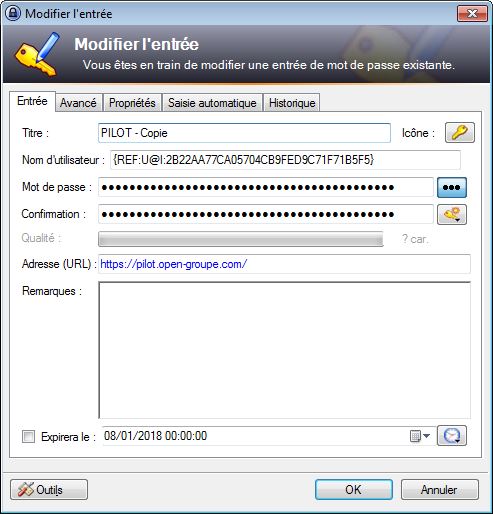 Modifier l'entrée
Modifier l'entrée
Vous êtes en train de modifier une entrée de mot de passe existante.
Entrée Avancé Propriétés Saisie automatique Historique
Titre : PILOT - Copie Icône :
Nom d'utilisateur : {REF:U@I:2B22AA77CA05704CB9FED9C71F71B5F5}
Mot de passe : ●●●●●●●●●●●●●●●●●●●●●●●●●●●●●●●●●●●●●●●●●● ●●●
Confirmation : ●●●●●●●●●●●●●●●●●●●●●●●●●●●●●●●●●●●●●●●●●●
Qualité : ? car.
Adresse (URL) : https://pilot.open-groupe.com/
Remarques :
Expirera le : 08/01/2018 00:00:00
Outils OK Annuler